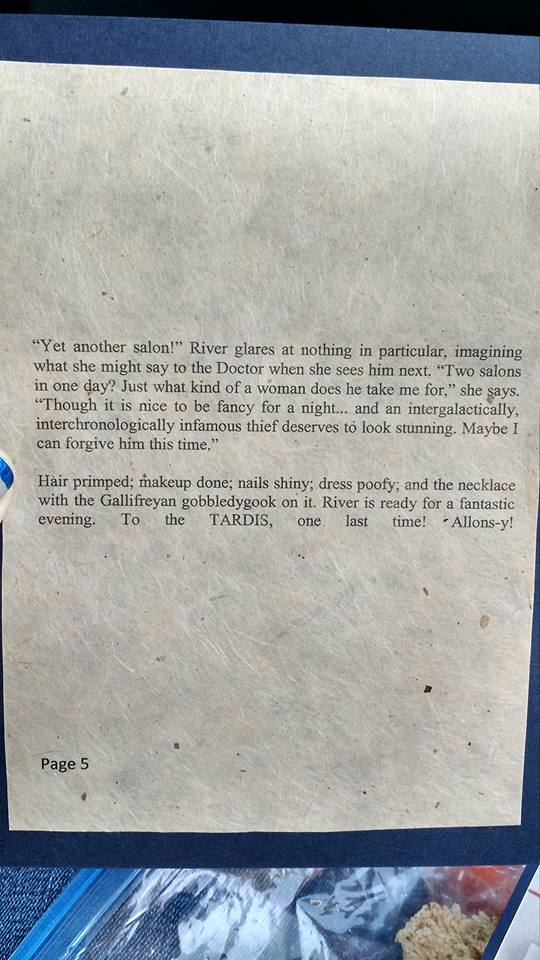 “Yet another salon!” River glares at nothing in particular, imagining
what she might say to the Doctor when she sees him next. “Two salons
in one day? Just what kind of a woman does he take me for,” she says.
“Though it is nice to be fancy for a night... and an intergalactically,
interchronologically infamous thief deserves to look stunning. Maybe I
can forgive him this time.”
Hair primped; makeup done; nails shiny; dress poofy; and the necklace
with the Gallifreyan gobbledygook on it. River is ready for a fantastic
evening. To the TARDIS, one last time! Allons-y!
Page 5